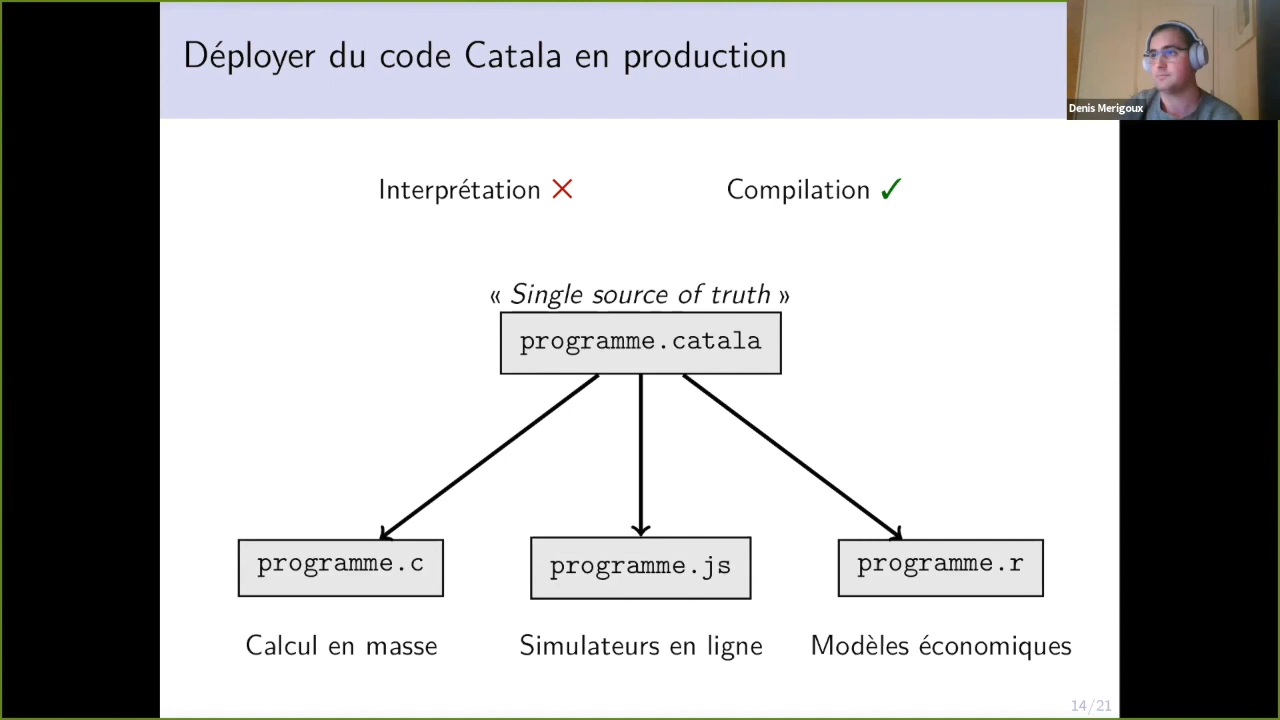 Déployer du code Catala en production
Denis Merigoux
Interprétation ✗ Compilation ✓
« Single source of truth »
programme.catala
programme.c programme.js programme.r
Calcul en masse Simulateurs en ligne Modèles économiques
14/21